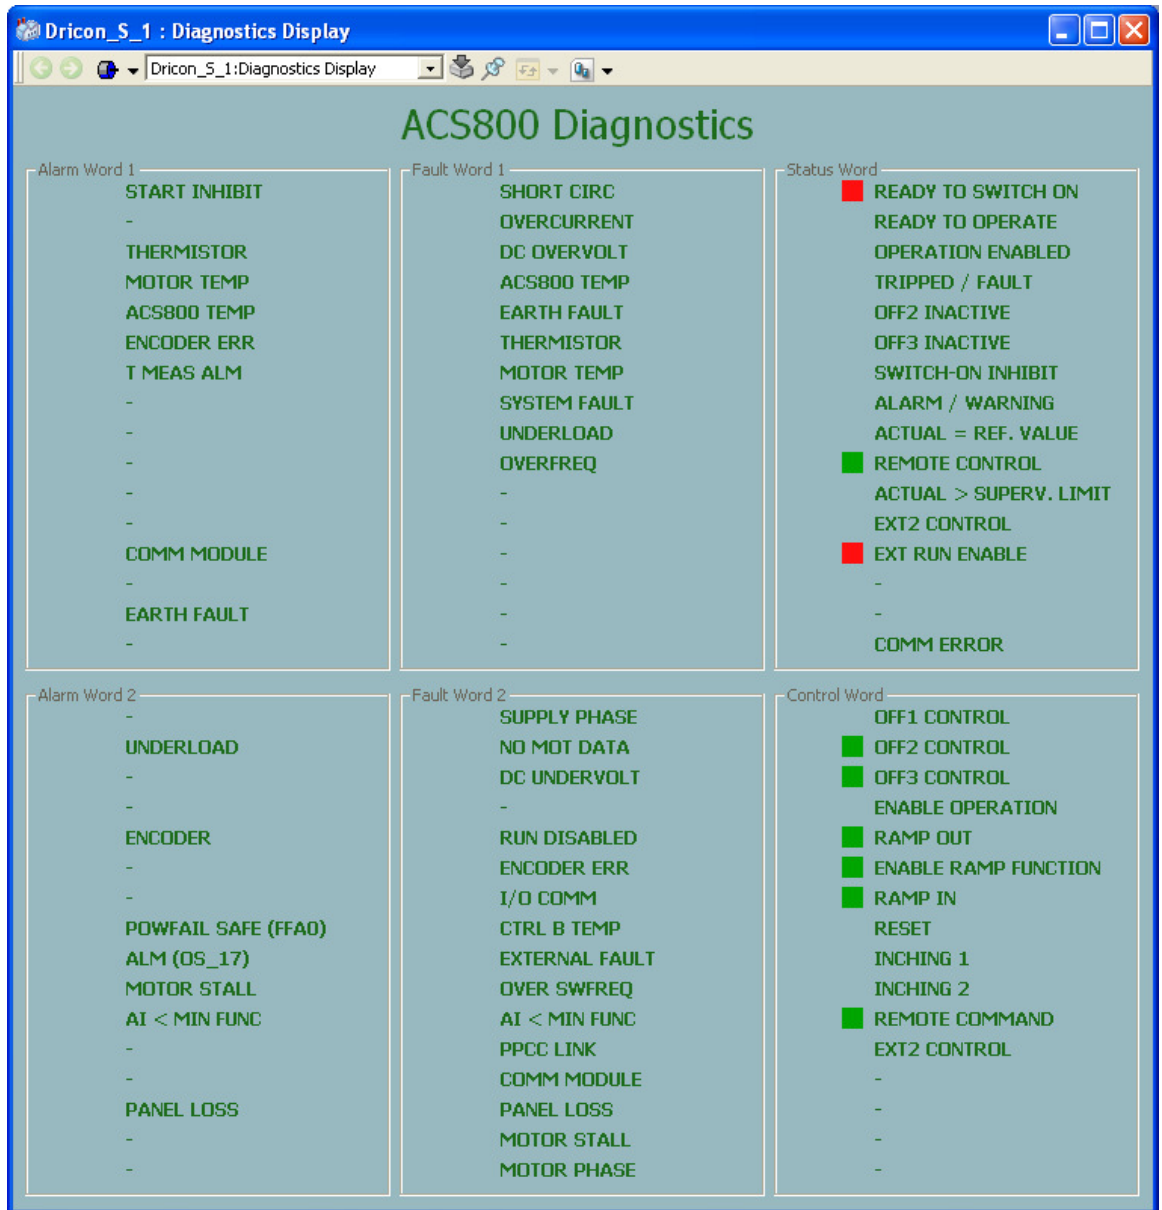 Dricon_S_1 : Diagnostics Display
Dricon_S_1:Diagnostics Display
ACS800 Diagnostics
Alarm Word 1
START INHIBIT
-
THERMISTOR
MOTOR TEMP
ACS800 TEMP
ENCODER ERR
T MEAS ALM
-
-
-
-
-
COMM MODULE
-
EARTH FAULT
-
Fault Word 1
SHORT CIRC
OVERCURRENT
DC OVERVOLT
ACS800 TEMP
EARTH FAULT
THERMISTOR
MOTOR TEMP
SYSTEM FAULT
UNDERLOAD
OVERFREQ
-
-
-
-
-
-
Status Word
READY TO SWITCH ON
READY TO OPERATE
OPERATION ENABLED
TRIPPED / FAULT
OFF2 INACTIVE
OFF3 INACTIVE
SWITCH-ON INHIBIT
ALARM / WARNING
ACTUAL = REF. VALUE
REMOTE CONTROL
ACTUAL > SUPERV. LIMIT
EXT2 CONTROL
EXT RUN ENABLE
-
-
COMM ERROR
Alarm Word 2
-
UNDERLOAD
-
-
ENCODER
-
-
POWFAIL SAFE (FFA0)
ALM (OS_17)
MOTOR STALL
AI < MIN FUNC
-
-
PANEL LOSS
-
-
Fault Word 2
SUPPLY PHASE
NO MOT DATA
DC UNDERVOLT
-
RUN DISABLED
ENCODER ERR
I/O COMM
CTRL B TEMP
EXTERNAL FAULT
OVER SWFREQ
AI < MIN FUNC
PPCC LINK
COMM MODULE
PANEL LOSS
MOTOR STALL
MOTOR PHASE
Control Word
OFF1 CONTROL
OFF2 CONTROL
OFF3 CONTROL
ENABLE OPERATION
RAMP OUT
ENABLE RAMP FUNCTION
RAMP IN
RESET
INCHING 1
INCHING 2
REMOTE COMMAND
EXT2 CONTROL
-
-
-
-